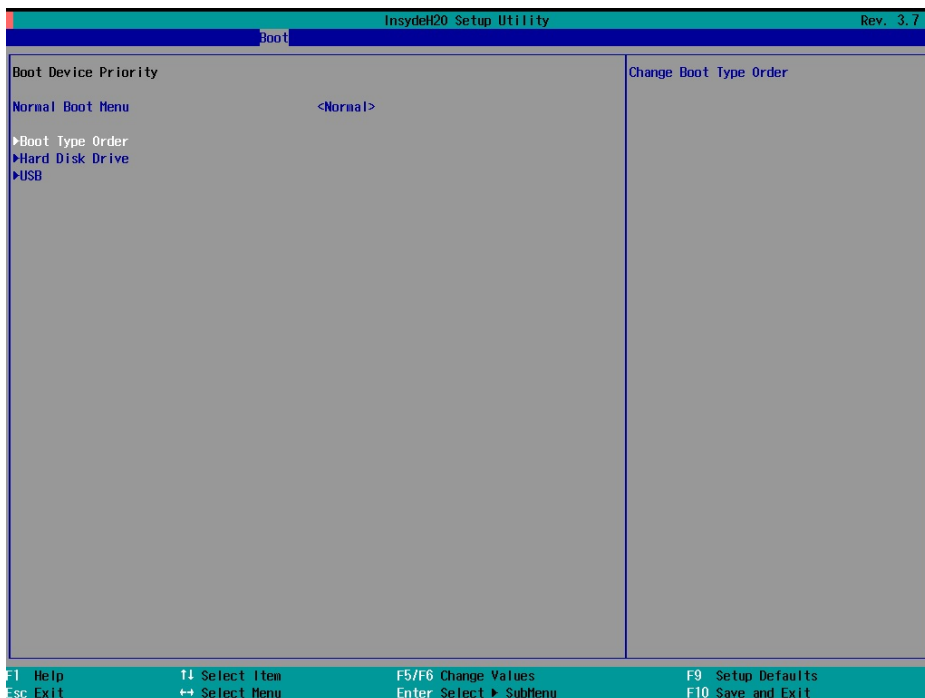 InsydeH2O Setup Utility Rev. 3.7
Boot
Boot Device Priority
Change Boot Type Order
Normal Boot Menu <Normal>
▶Boot Type Order
▶Hard Disk Drive
▶USB
F1 Help ↑↓ Select Item F5/F6 Change Values F9 Setup Defaults
Esc Exit ↔ Select Menu Enter Select ▶ SubMenu F10 Save and Exit